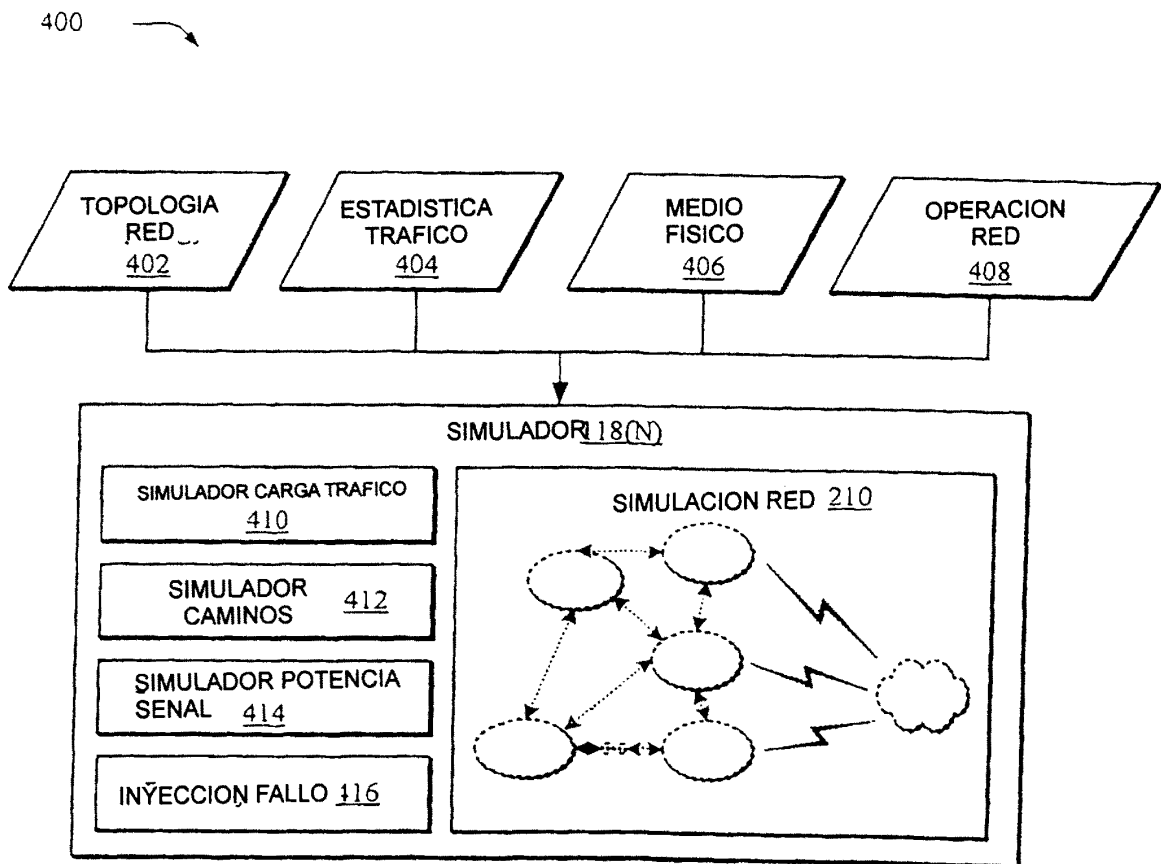 400
TOPOLOGIA
RED
402
ESTADISTICA
TRAFICO
404
MEDIO
FISICO
406
OPERACION
RED
408
SIMULADOR 118(N)
SIMULADOR CARGA TRAFICO
410
SIMULADOR
CAMINOS 412
SIMULADOR POTENCIA
SENAL 414
INYECCION FALLO 416
SIMULACION RED 210